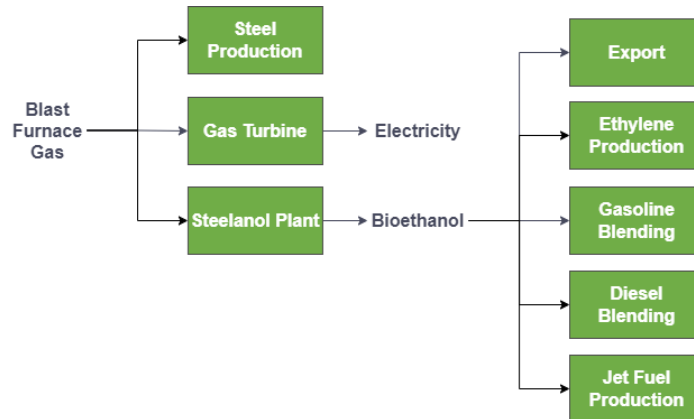 Steel
Production
Blast
Furnace
Gas
Gas Turbine
Electricity
Steelanol Plant
Bioethanol
Export
Ethylene
Production
Gasoline
Blending
Diesel
Blending
Jet Fuel
Production